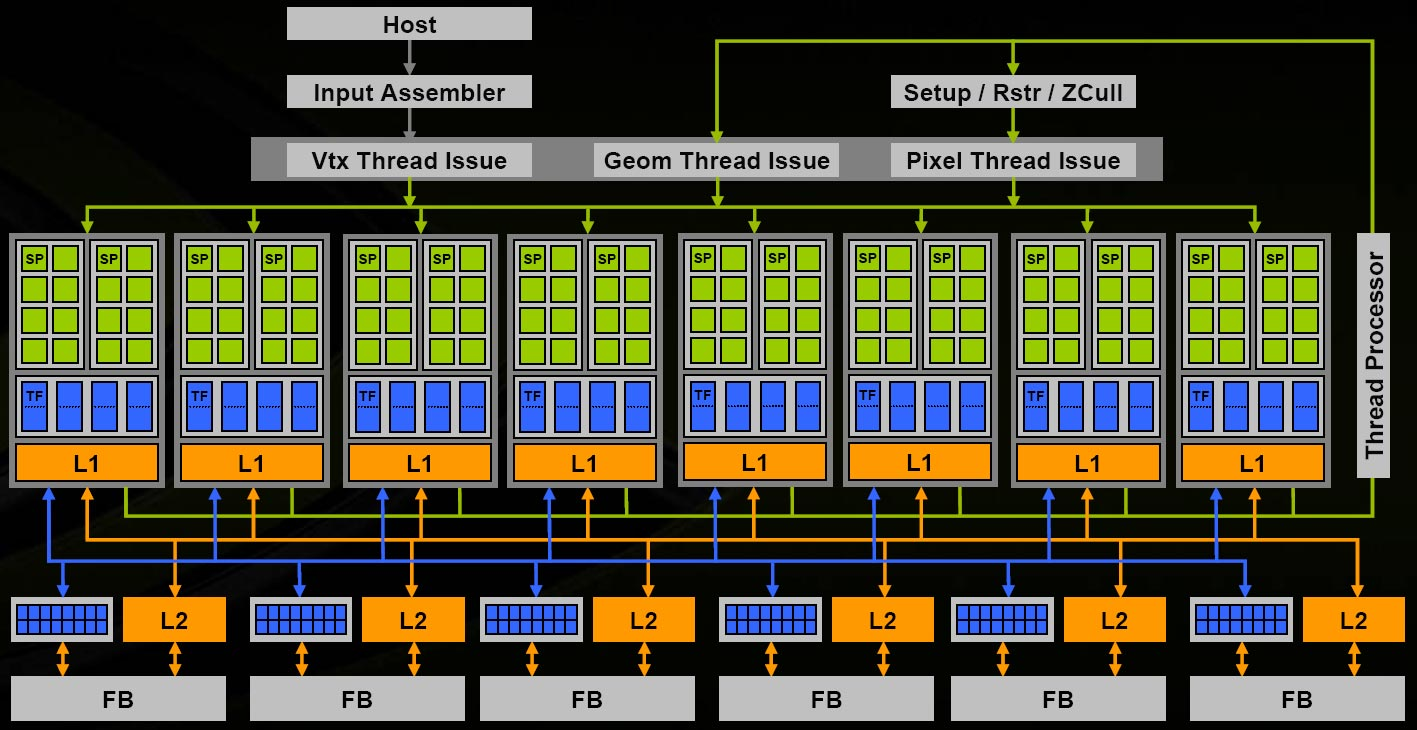 Host
Input Assembler
Setup / Rstr / ZCull
Vtx Thread Issue
Geom Thread Issue
Pixel Thread Issue
SP SP SP SP SP SP SP SP SP SP SP SP SP SP SP SP
Thread Processor
TF TF TF TF TF TF TF TF
L1 L1 L1 L1 L1 L1 L1 L1
L2 L2 L2 L2 L2 L2
FB FB FB FB FB FB